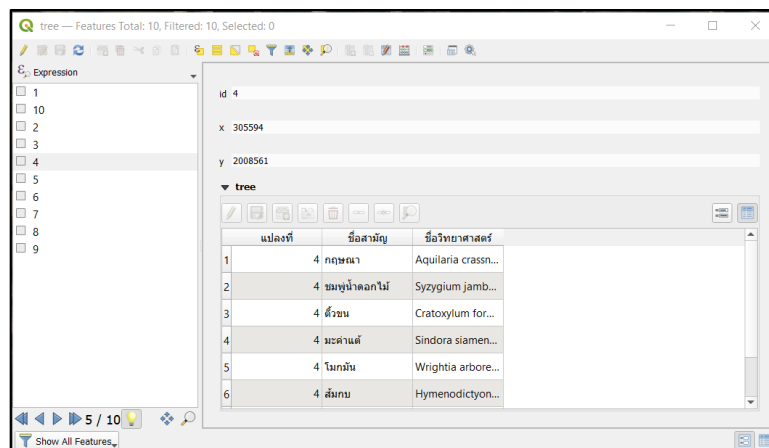 tree — Features Total: 10, Filtered: 10, Selected: 0
Expression
1
10
2
3
4
5
6
7
8
9
id 4
x 305594
y 2008561
tree
แปลงที่ ชื่อสามัญ ชื่อวิทยาศาสตร์
1 4 กฤษณา Aquilaria crassn...
2 4 ชมพู่น้ำดอกไม้ Syzygium jamb...
3 4 ติ้วขน Cratoxylum for...
4 4 มะค่าแต้ Sindora siamen...
5 4 โมกมัน Wrightia arbore...
6 4 ส้มกบ Hymenodictyon...
5 / 10
Show All Features